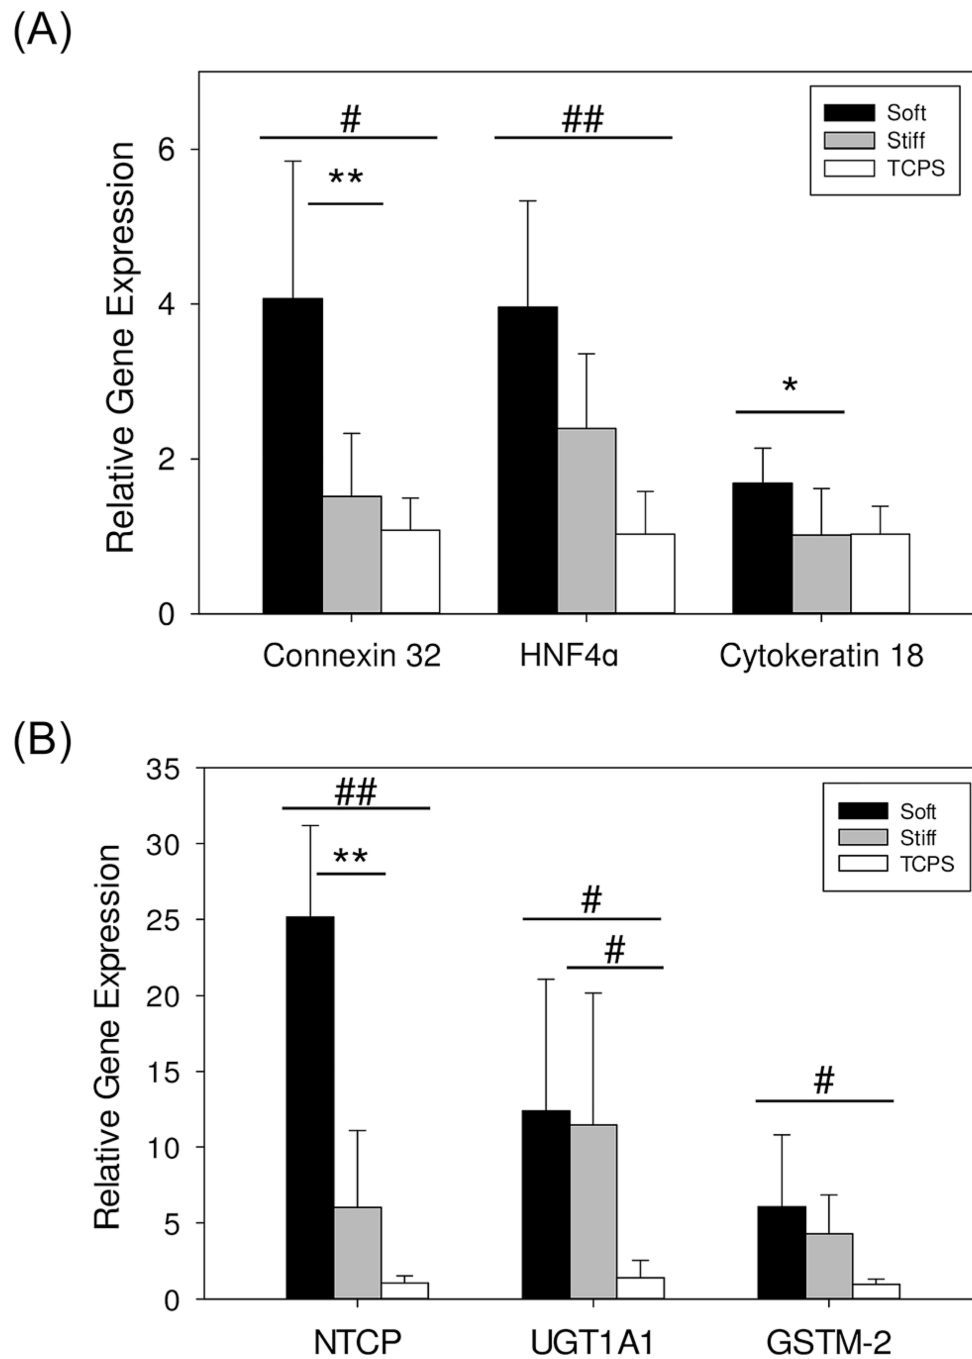 (A)
Relative Gene Expression
6
4
2
0
#
**
##
*
Soft
Stiff
TCPS
Connexin 32 HNF4α Cytokeratin 18
(B)
Relative Gene Expression
35
30
25
20
15
10
5
0
##
**
#
#
#
Soft
Stiff
TCPS
NTCP UGT1A1 GSTM-2